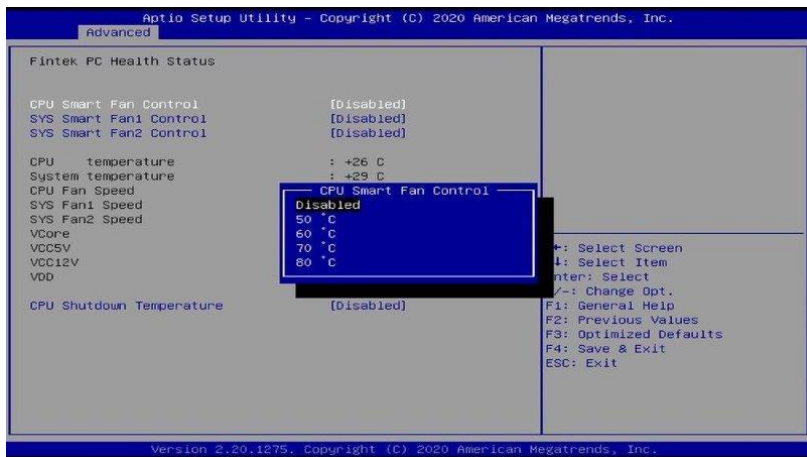 Aptio Setup Utility – Copyright (C) 2020 American Megatrends, Inc.
Advanced
Fintek PC Health Status
CPU Smart Fan Control [Disabled]
SYS Smart Fan1 Control [Disabled]
SYS Smart Fan2 Control [Disabled]
CPU temperature : +26 C
System temperature : +29 C
CPU Fan Speed
SYS Fan1 Speed
SYS Fan2 Speed
VCore
VCC5V
VCC12V
VDD
CPU Shutdown Temperature [Disabled]
CPU Smart Fan Control
Disabled
50 °C
60 °C
70 °C
80 °C
: Select Screen
: Select Item
nter: Select
/-: Change Opt.
F1: General Help
F2: Previous Values
F3: Optimized Defaults
F4: Save & Exit
ESC: Exit
Version 2.20.1275. Copyright (C) 2020 American Megatrends, Inc.